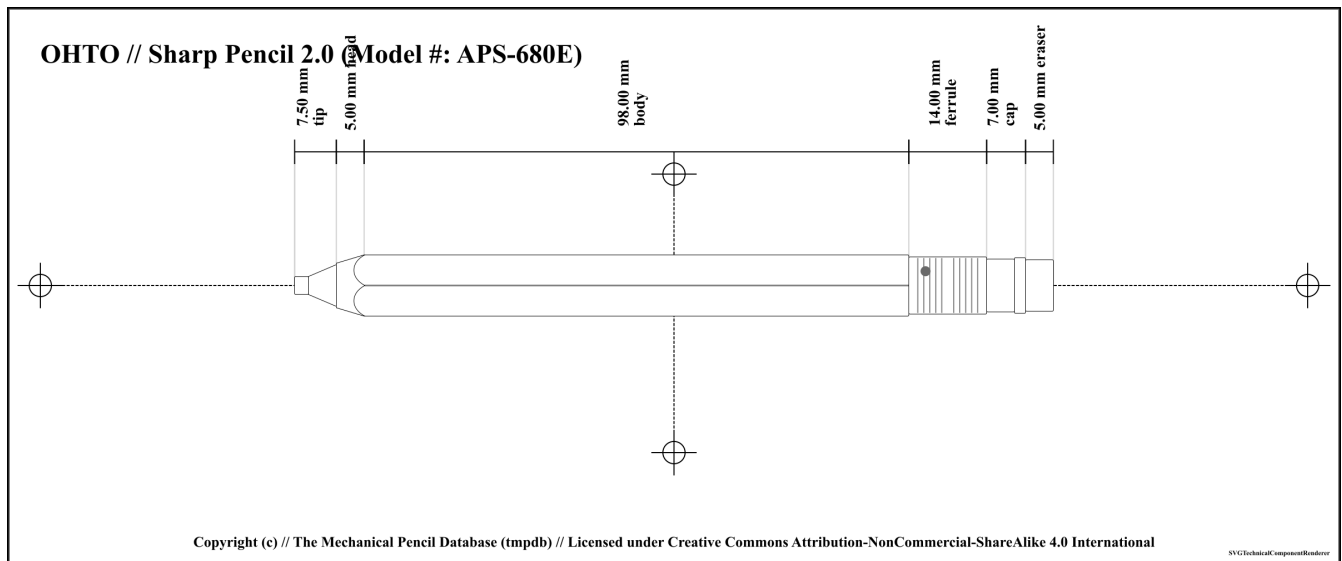 OHTO // Sharp Pencil 2.0 (Model #: APS-680E)
7.50 mm
tip
5.00 mm head
98.00 mm
body
14.00 mm
ferrule
7.00 mm
cap
5.00 mm eraser
Copyright (c) // The Mechanical Pencil Database (tmpdb) // Licensed under Creative Commons Attribution-NonCommercial-ShareAlike 4.0 International
SVGTechnicalComponentRenderer